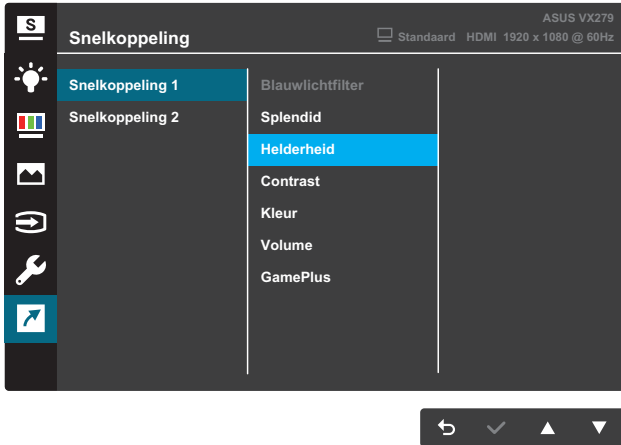 S
ASUS VX279
Snelkoppeling
Standaard HDMI 1920 x 1080 @ 60Hz
Snelkoppeling 1
Snelkoppeling 2
Blauwlichtfilter
Splendid
Helderheid
Contrast
Kleur
Volume
GamePlus